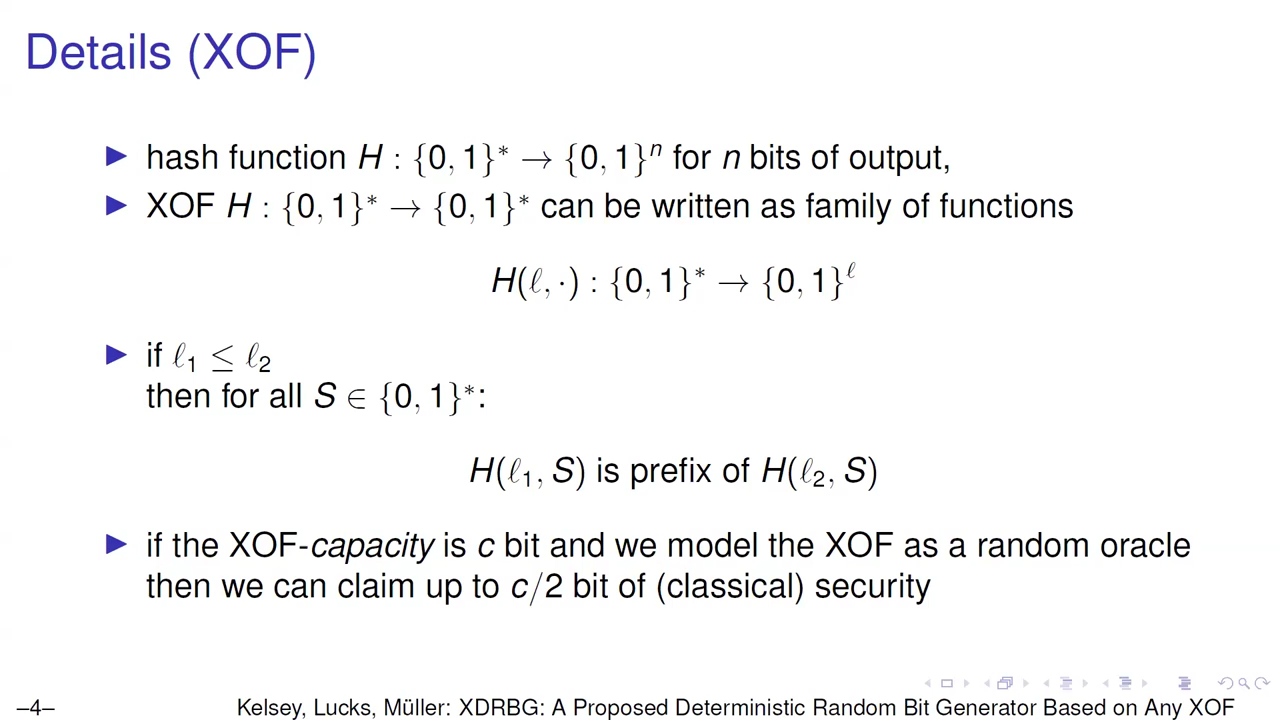 Details (XOF)
▶ hash function H : {0, 1}* → {0, 1}ⁿ for n bits of output,
▶ XOF H : {0, 1}* → {0, 1}* can be written as family of functions
H(ℓ, ·) : {0, 1}* → {0, 1}^ℓ
▶ if ℓ₁ ≤ ℓ₂
then for all S ∈ {0, 1}*:
H(ℓ₁, S) is prefix of H(ℓ₂, S)
▶ if the XOF-capacity is c bit and we model the XOF as a random oracle
then we can claim up to c/2 bit of (classical) security
–4– Kelsey, Lucks, Müller: XDRBG: A Proposed Deterministic Random Bit Generator Based on Any XOF